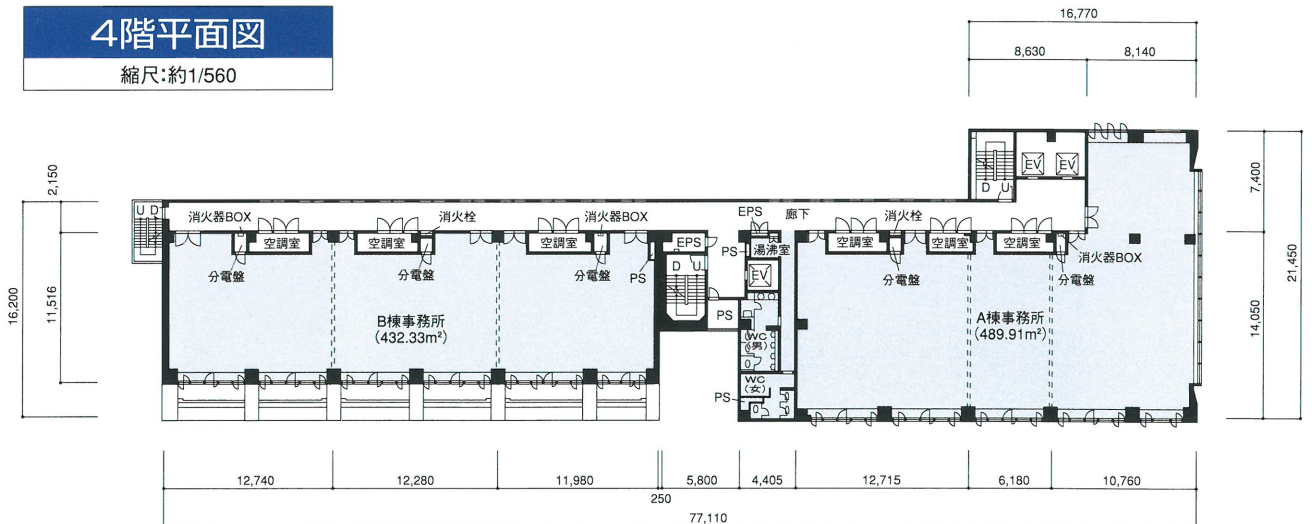 4階平面図
縮尺:約1/560
16,770
8,630
8,140
2,150
11,516
16,200
7,400
14,050
21,450
U D
消火器BOX
消火栓
消火器BOX
空調室
空調室
空調室
分電盤
分電盤
PS
B棟事務所
(432.33m²)
EPS
D U
PS
EPS
廊下
PS
湯沸室
EV
WC
(男)
WC
(女)
PS
D U
EV
EV
消火栓
空調室
空調室
空調室
消火器BOX
分電盤
分電盤
A棟事務所
(489.91m²)
12,740
12,280
11,980
250
5,800
4,405
12,715
6,180
10,760
77,110